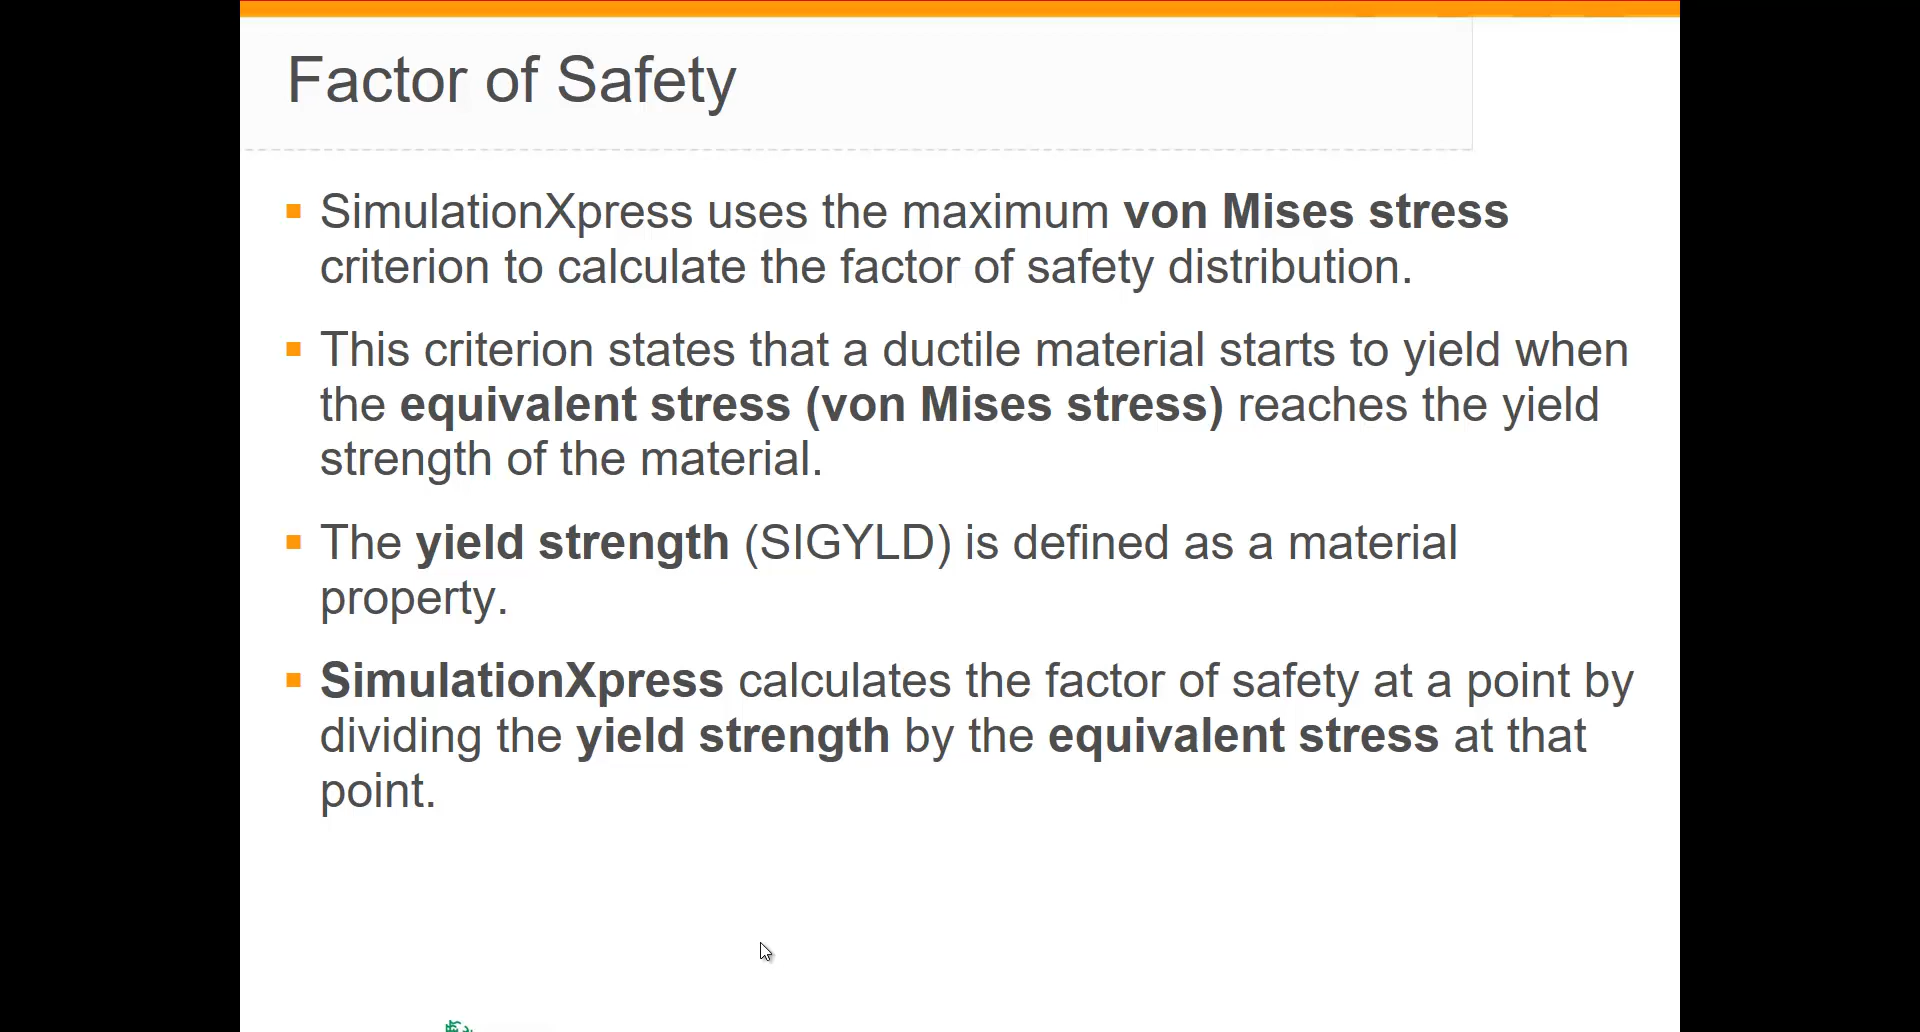 Factor of Safety
SimulationXpress uses the maximum von Mises stress
criterion to calculate the factor of safety distribution.
This criterion states that a ductile material starts to yield when
the equivalent stress (von Mises stress) reaches the yield
strength of the material.
The yield strength (SIGYLD) is defined as a material
property.
SimulationXpress calculates the factor of safety at a point by
dividing the yield strength by the equivalent stress at that
point.